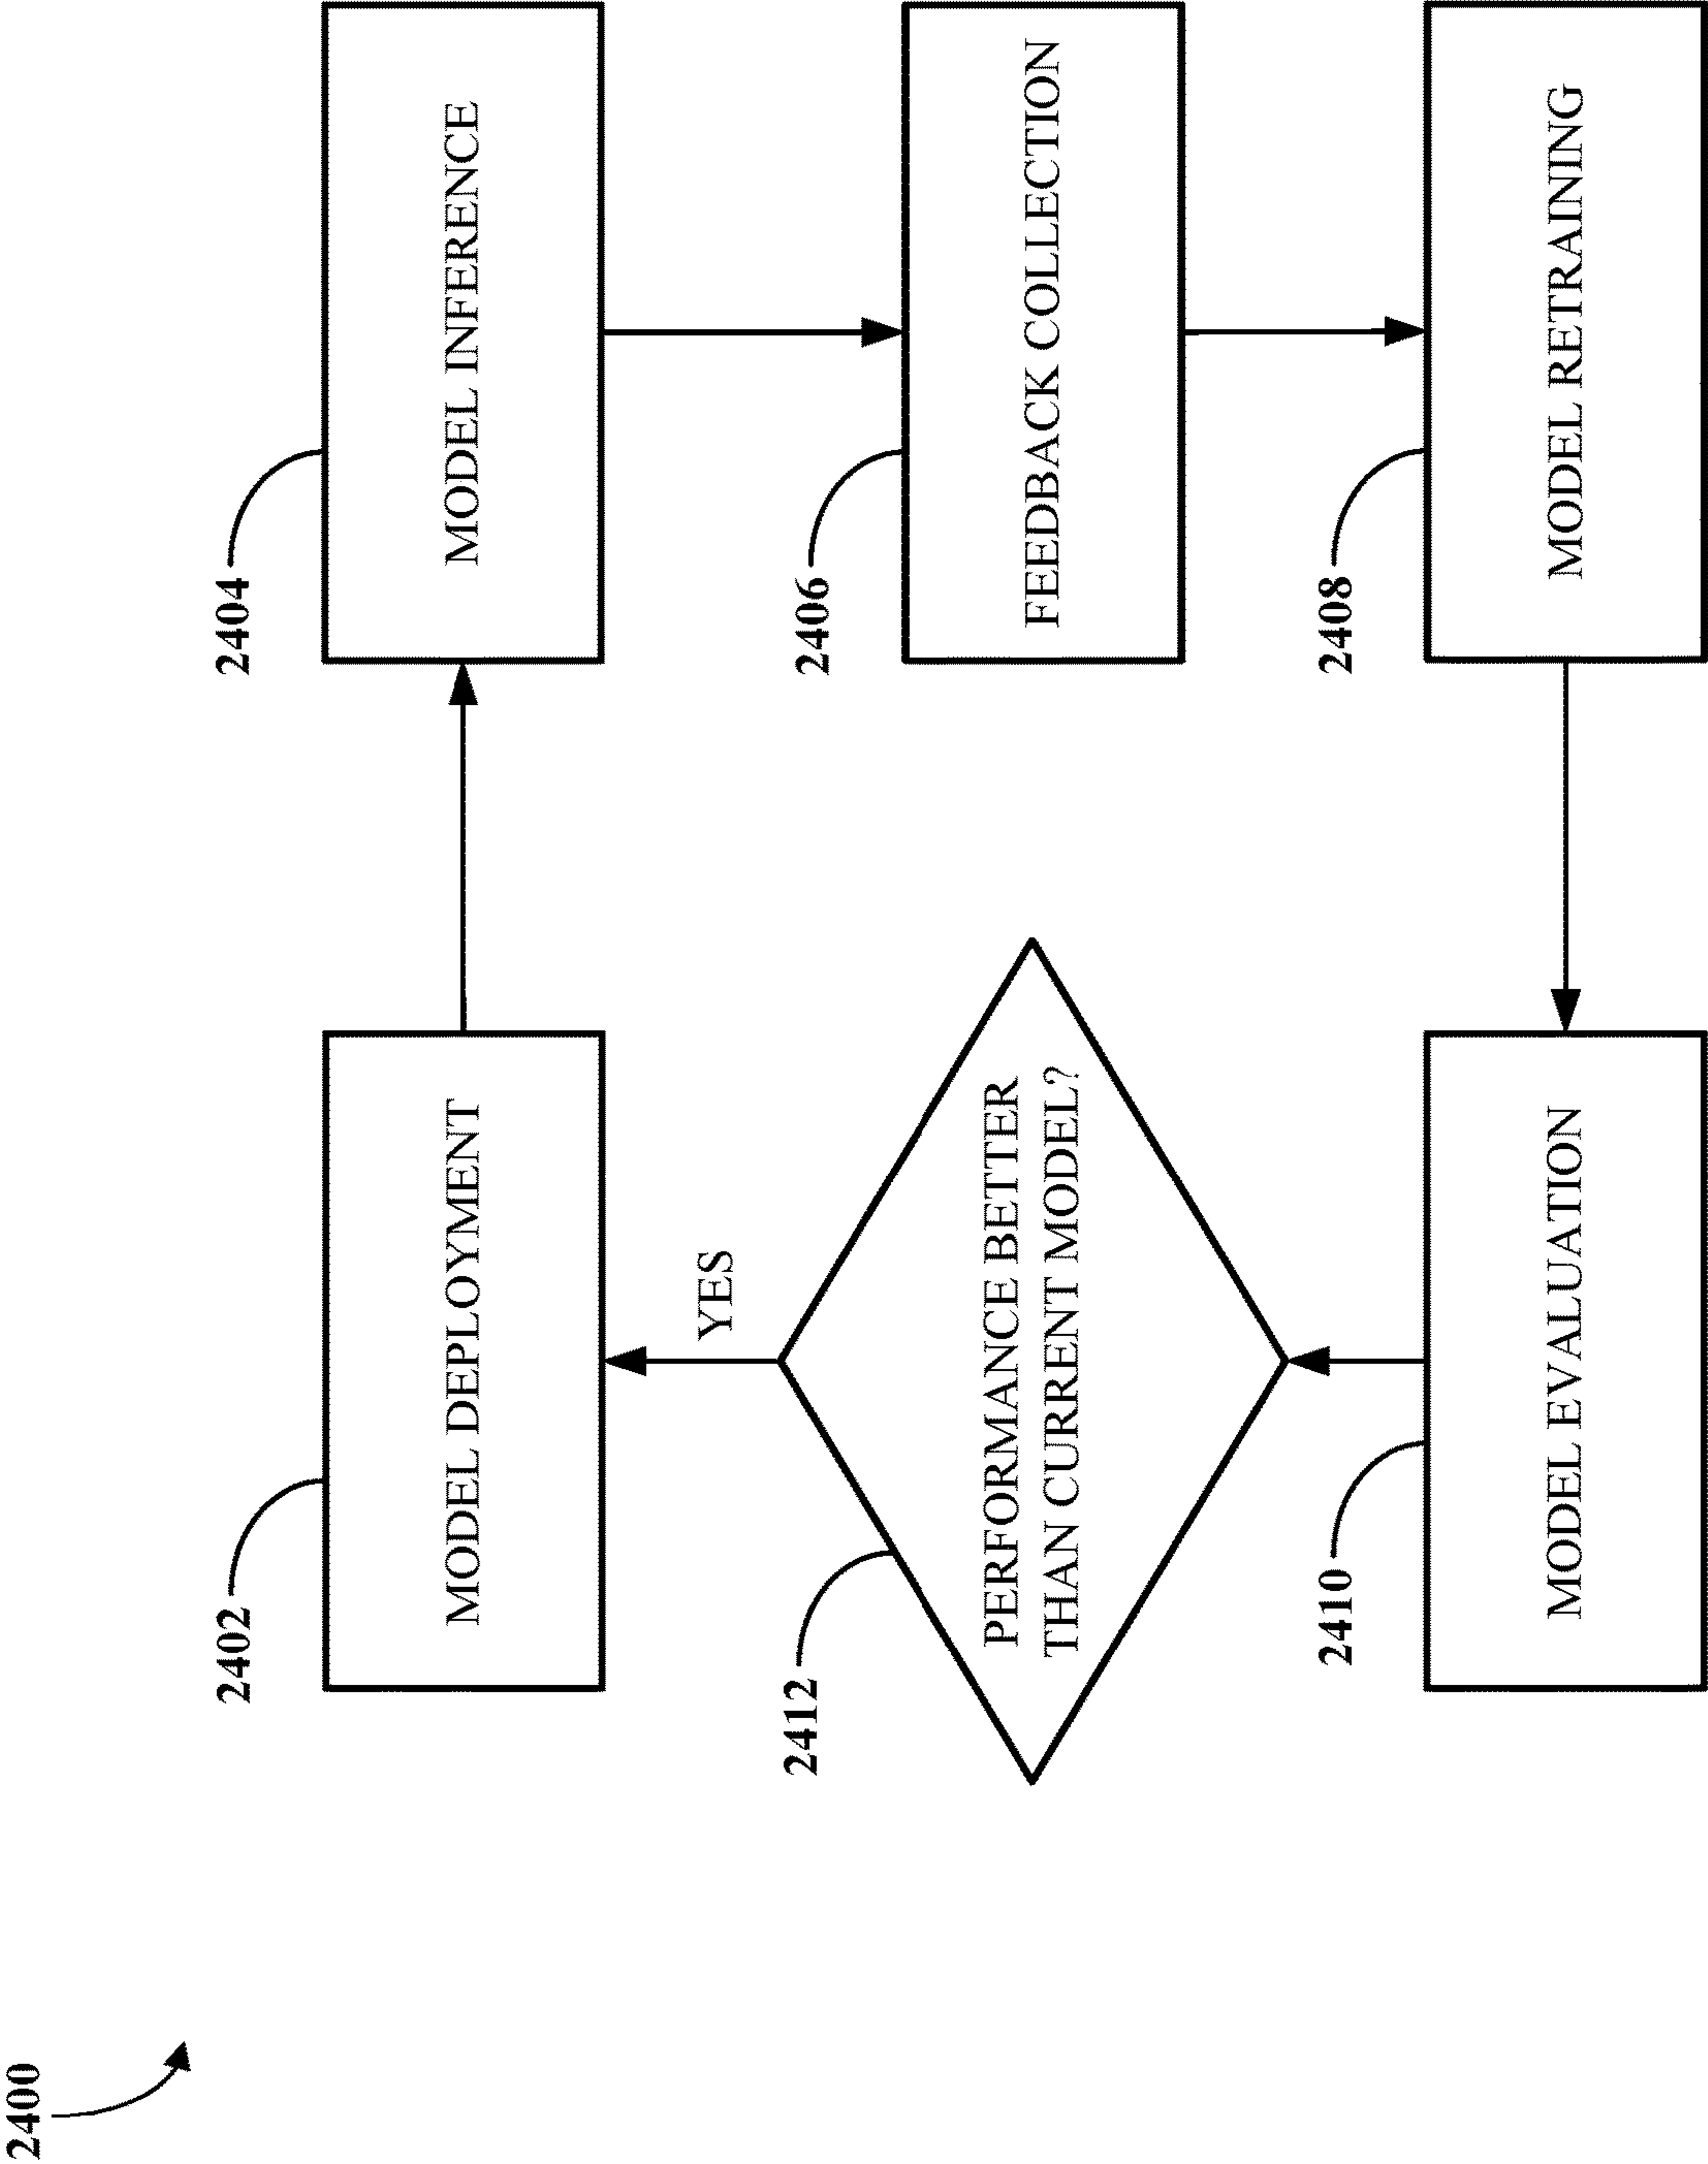 2400
2402
MODEL DEPLOYMENT
2404
MODEL INFERENCE
2406
FEEDBACK COLLECTION
2408
MODEL RETRAINING
2410
MODEL EVALUATION
2412
PERFORMANCE BETTER
THAN CURRENT MODEL?
YES